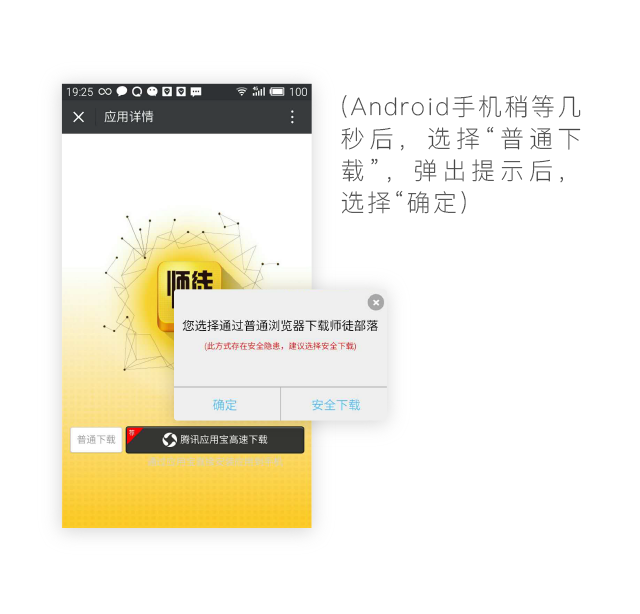 19:25 100
应用详情
(Android手机稍等几
秒后，选择“普通下
载”，弹出提示后，
选择“确定)
师徒
您选择通过普通浏览器下载师徒部落
(此方式存在安全隐患，建议选择安全下载)
确定 安全下载
普通下载 荐 腾讯应用宝高速下载